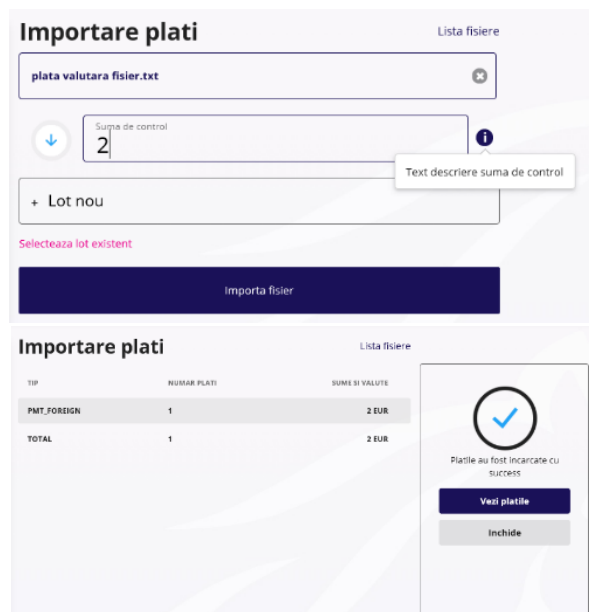 Importare plati
Lista fisiere
plata valutara fisier.txt
Suma de control
2
Text descriere suma de control
+ Lot nou
Selecteaza lot existent
Importa fisier
Importare plati
Lista fisiere
TIP NUMAR PLATI SUME SI VALUTE
PMT_FOREIGN 1 2 EUR
TOTAL 1 2 EUR
Platile au fost incarcate cu
success
Vezi platile
Inchide